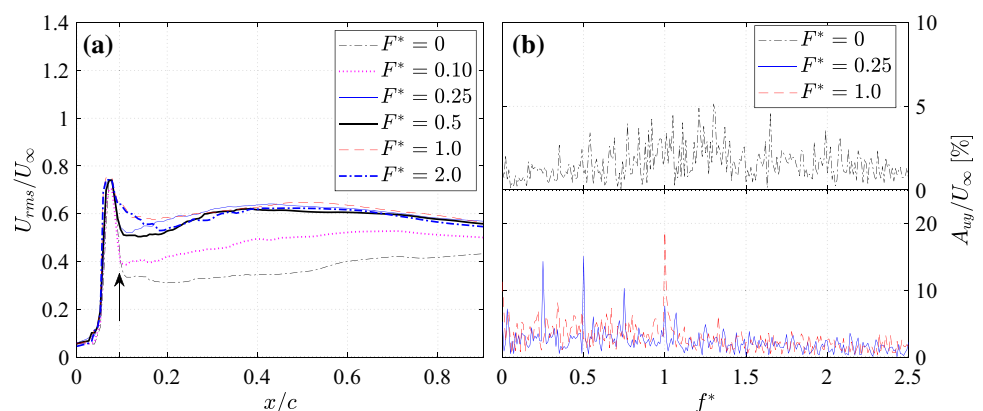 (a)
F* = 0
F* = 0.10
F* = 0.25
F* = 0.5
F* = 1.0
F* = 2.0
1.4
1.2
1
0.8
0.6
0.4
0.2
0
U_rms/U_∞
0 0.2 0.4 0.6 0.8
x/c
(b)
F* = 0
F* = 0.25
F* = 1.0
10
5
0
20
10
0
A_uy/U_∞ [%]
0 0.5 1 1.5 2 2.5
f*